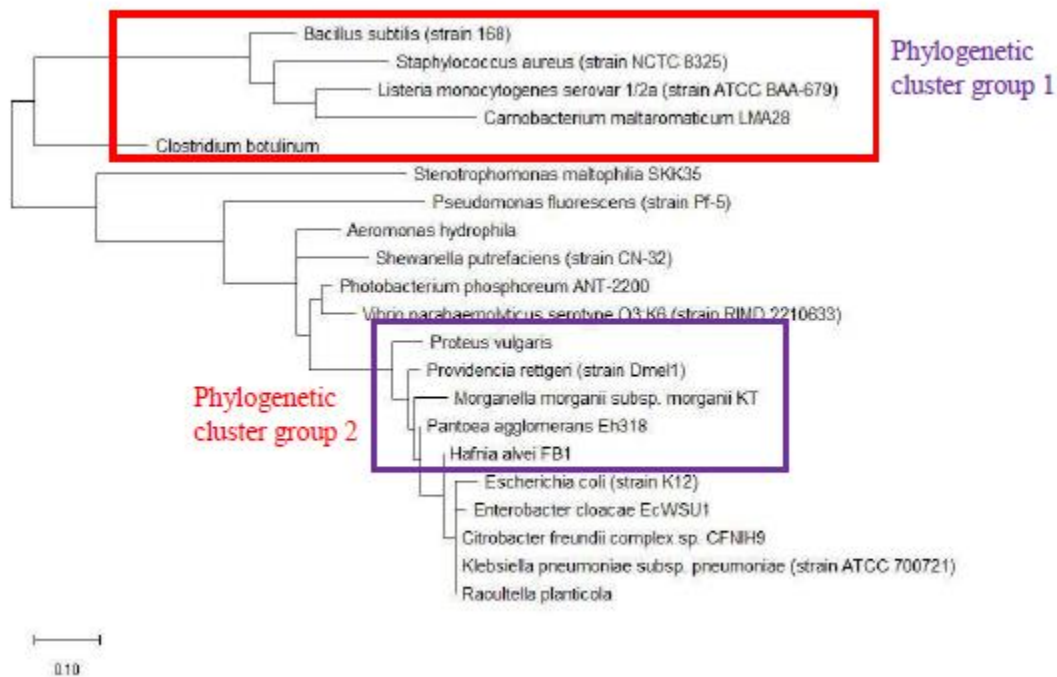 Bacillus subtilis (strain 168)
Staphylococcus aureus (strain NCTC 8325)
Listeria monocytogenes serovar 1/2a (strain ATCC BAA-679)
Carnobacterium maltaromaticum LMA28
Clostridium botulinum
Phylogenetic
cluster group 1
Stenotrophomonas maltophilia SKK35
Pseudomonas fluorescens (strain Pf-5)
Aeromonas hydrophila
Shewanella putrefaciens (strain CN-32)
Photobacterium phosphoreum ANT-2200
Vibrio parahaemolyticus serotype O3:K6 (strain RIMD 2210633)
Proteus vulgaris
Providencia rettgeri (strain Dmel1)
Morganella morganii subsp. morganii KT
Pantoea agglomerans Eh318
Hafnia alvei FB1
Phylogenetic
cluster group 2
Escherichia coli (strain K12)
Enterobacter cloacae EcWSU1
Citrobacter freundii complex sp. CFNIH9
Klebsiella pneumoniae subsp. pneumoniae (strain ATCC 700721)
Raoultella planticola
0.10